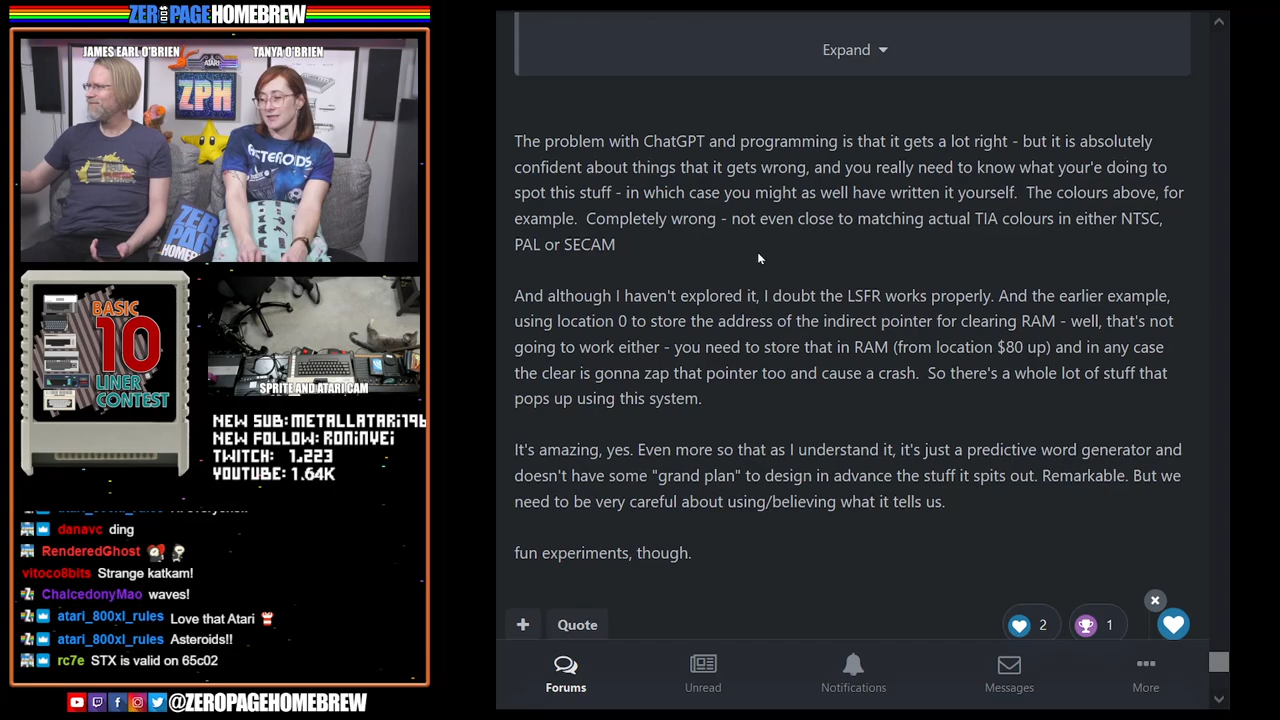 ZEROPAGE HOMEBREW
JAMES EARL O'BRIEN
TANYA O'BRIEN
ATARI
ZPH
ASTEROIDS
ZERO
PAGE
HOMEBREW
BASIC
10
LINER
CONTEST
SPRITE AND ATARI CAM
NEW SUB:METALLATARI196
NEW FOLLOW:RONINVEI
TWITCH: 1,223
YOUTUBE: 1.64K
danavc ding
RenderedGhost
vitoco8bits Strange katkam!
ChalcedonyMao waves!
atari_800xl_rules Love that Atari
atari_800xl_rules Asteroids!!
rc7e STX is valid on 65c02
@ZEROPAGEHOMEBREW
Expand
The problem with ChatGPT and programming is that it gets a lot right - but it is absolutely
confident about things that it gets wrong, and you really need to know what your'e doing to
spot this stuff - in which case you might as well have written it yourself.  The colours above, for
example.  Completely wrong - not even close to matching actual TIA colours in either NTSC,
PAL or SECAM
And although I haven't explored it, I doubt the LSFR works properly. And the earlier example,
using location 0 to store the address of the indirect pointer for clearing RAM - well, that's not
going to work either - you need to store that in RAM (from location $80 up) and in any case
the clear is gonna zap that pointer too and cause a crash.  So there's a whole lot of stuff that
pops up using this system.
It's amazing, yes. Even more so that as I understand it, it's just a predictive word generator and
doesn't have some "grand plan" to design in advance the stuff it spits out. Remarkable. But we
need to be very careful about using/believing what it tells us.
fun experiments, though.
+ Quote
2
1
Forums
Unread
Notifications
Messages
More